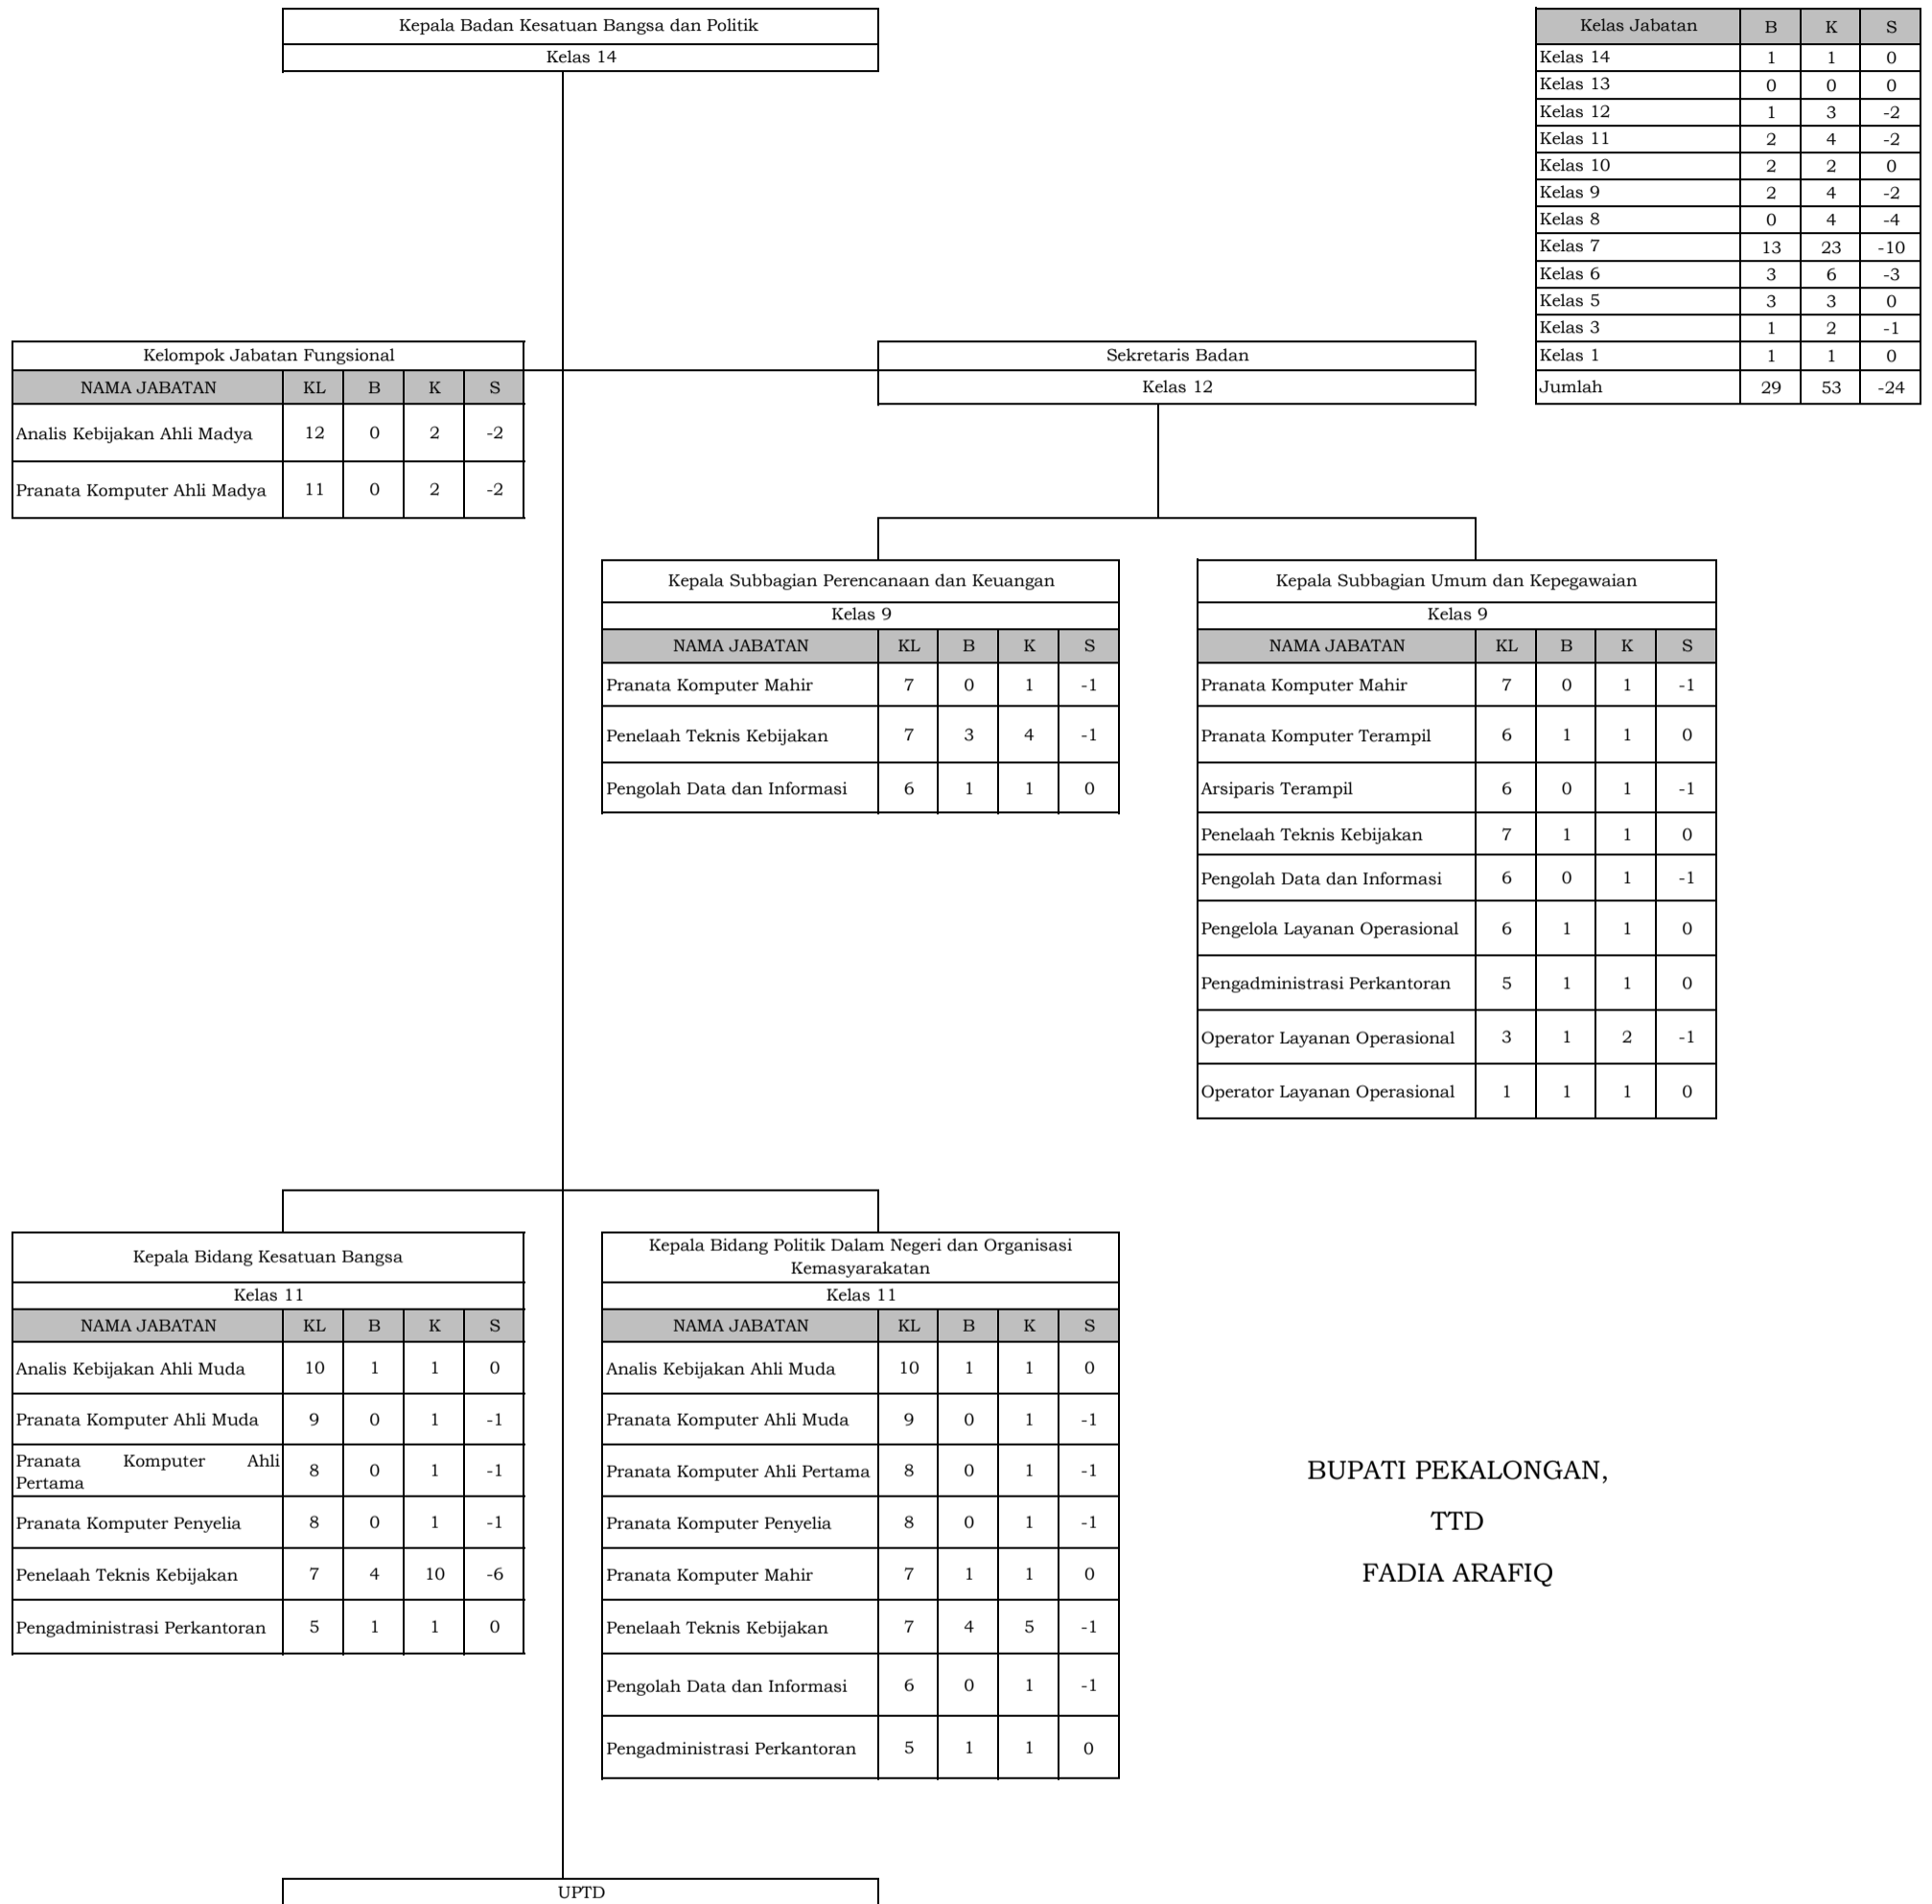 Kepala Badan Kesatuan Bangsa dan Politik
Kelas 14
Kelas Jabatan B K S
Kelas 14 1 1 0
Kelas 13 0 0 0
Kelas 12 1 3 -2
Kelas 11 2 4 -2
Kelas 10 2 2 0
Kelas 9 2 4 -2
Kelas 8 0 4 -4
Kelas 7 13 23 -10
Kelas 6 3 6 -3
Kelas 5 3 3 0
Kelas 3 1 2 -1
Kelas 1 1 1 0
Jumlah 29 53 -24
Kelompok Jabatan Fungsional
NAMA JABATAN KL B K S
Analis Kebijakan Ahli Madya 12 0 2 -2
Pranata Komputer Ahli Madya 11 0 2 -2
Sekretaris Badan
Kelas 12
Kepala Subbagian Perencanaan dan Keuangan
Kelas 9
NAMA JABATAN KL B K S
Pranata Komputer Mahir 7 0 1 -1
Penelaah Teknis Kebijakan 7 3 4 -1
Pengolah Data dan Informasi 6 1 1 0
Kepala Subbagian Umum dan Kepegawaian
Kelas 9
NAMA JABATAN KL B K S
Pranata Komputer Mahir 7 0 1 -1
Pranata Komputer Terampil 6 1 1 0
Arsiparis Terampil 6 0 1 -1
Penelaah Teknis Kebijakan 7 1 1 0
Pengolah Data dan Informasi 6 0 1 -1
Pengelola Layanan Operasional 6 1 1 0
Pengadministrasi Perkantoran 5 1 1 0
Operator Layanan Operasional 3 1 2 -1
Operator Layanan Operasional 1 1 1 0
Kepala Bidang Kesatuan Bangsa
Kelas 11
NAMA JABATAN KL B K S
Analis Kebijakan Ahli Muda 10 1 1 0
Pranata Komputer Ahli Muda 9 0 1 -1
Pranata Komputer Ahli
Pertama 8 0 1 -1
Pranata Komputer Penyelia 8 0 1 -1
Penelaah Teknis Kebijakan 7 4 10 -6
Pengadministrasi Perkantoran 5 1 1 0
Kepala Bidang Politik Dalam Negeri dan Organisasi
Kemasyarakatan
Kelas 11
NAMA JABATAN KL B K S
Analis Kebijakan Ahli Muda 10 1 1 0
Pranata Komputer Ahli Muda 9 0 1 -1
Pranata Komputer Ahli Pertama 8 0 1 -1
Pranata Komputer Penyelia 8 0 1 -1
Pranata Komputer Mahir 7 1 1 0
Penelaah Teknis Kebijakan 7 4 5 -1
Pengolah Data dan Informasi 6 0 1 -1
Pengadministrasi Perkantoran 5 1 1 0
BUPATI PEKALONGAN,
TTD
FADIA ARAFIQ
UPTD